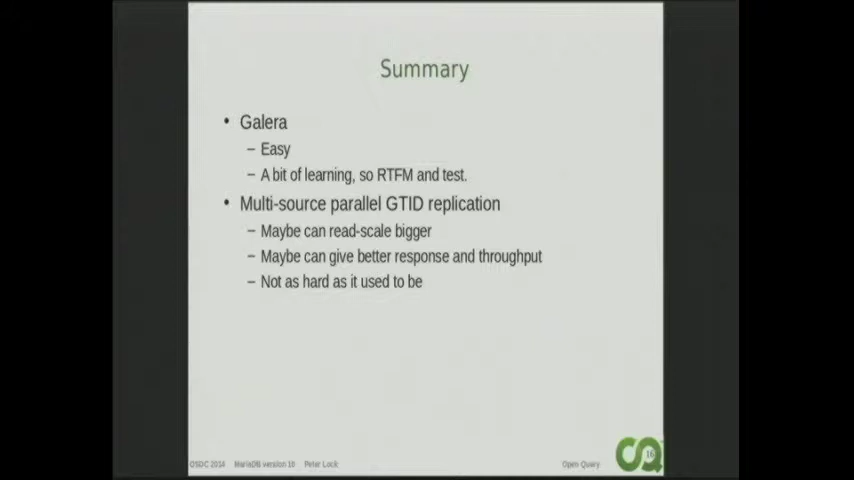 Summary
• Galera
– Easy
– A bit of learning, so RTFM and test.
• Multi-source parallel GTID replication
– Maybe can read-scale bigger
– Maybe can give better response and throughput
– Not as hard as it used to be
OSDC 2014 MariaDB version 10 Peter Lock Open Query
16